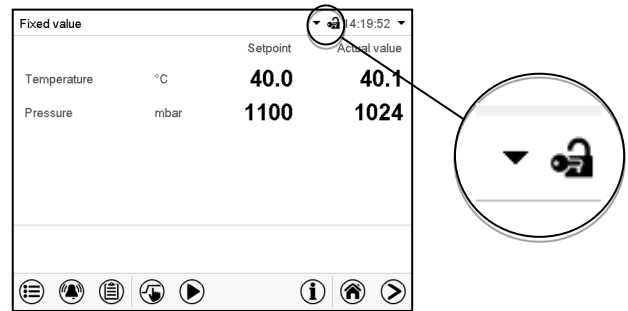 Fixed value 14:19:52
Setpoint Actual value
Temperature °C 40.0 40.1
Pressure mbar 1100 1024